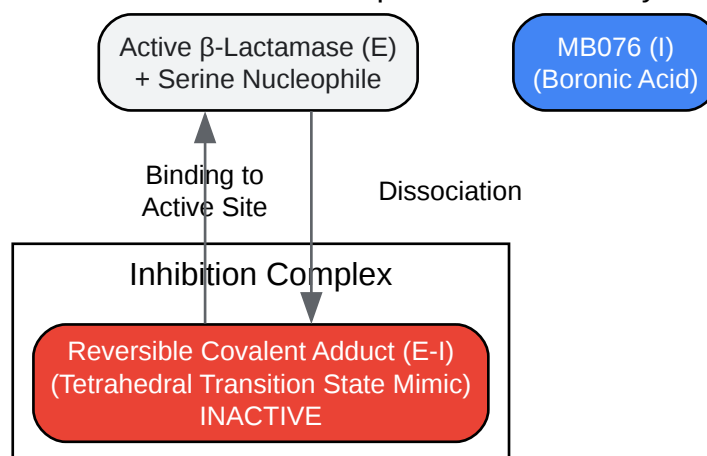 Active β-Lactamase (E)
+ Serine Nucleophile
MB076 (I)
(Boronic Acid)
Binding to
Active Site
Dissociation
Inhibition Complex
Reversible Covalent Adduct (E-I)
(Tetrahedral Transition State Mimic)
INACTIVE